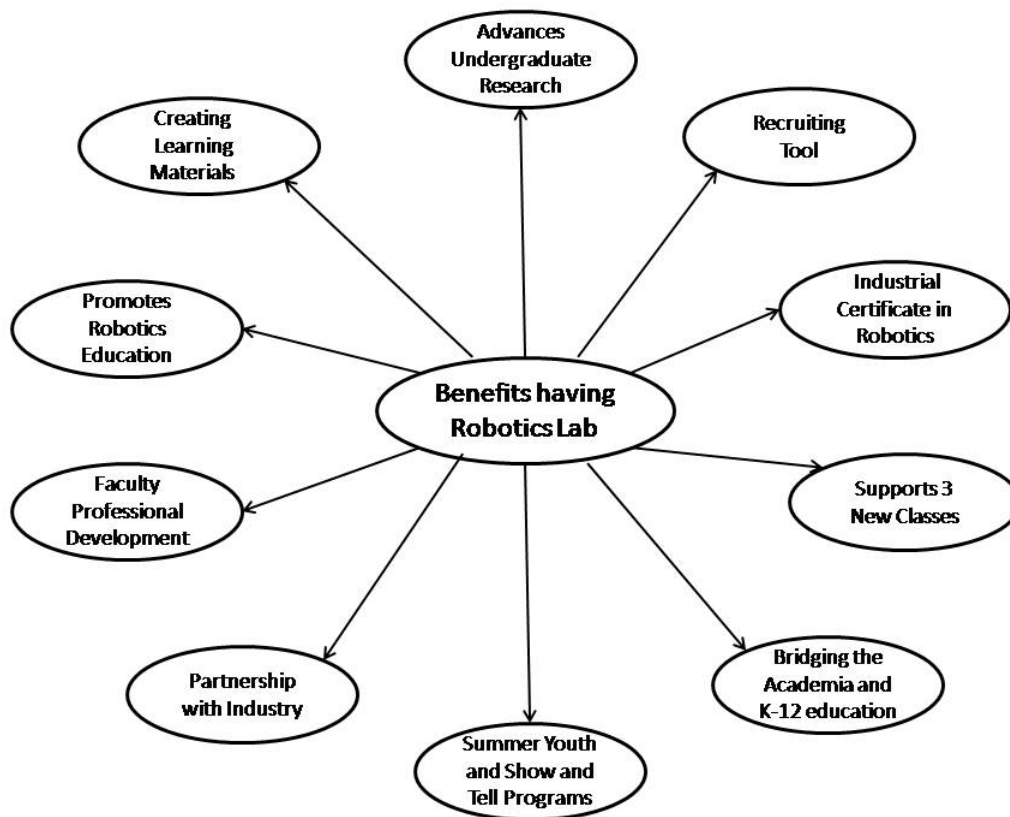 Advances
Undergraduate
Research
Creating
Learning
Materials
Recruiting
Tool
Promotes
Robotics
Education
Industrial
Certificate in
Robotics
Benefits having
Robotics Lab
Faculty
Professional
Development
Supports 3
New Classes
Partnership
with Industry
Bridging the
Academia and
K-12 education
Summer Youth
and Show and
Tell Programs